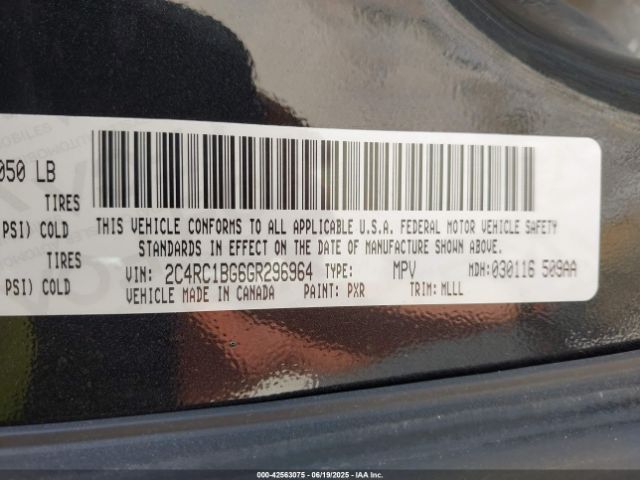 050 LB
TIRES
PSI) COLD
TIRES
PSI) COLD
THIS VEHICLE CONFORMS TO ALL APPLICABLE U.S.A. FEDERAL MOTOR VEHICLE SAFETY
STANDARDS IN EFFECT ON THE DATE OF MANUFACTURE SHOWN ABOVE.
VIN: 2C4RC1BG6GR296964 TYPE: MPV MDH:030116 509AA
VEHICLE MADE IN CANADA PAINT: PXR TRIM: MLLL
000-42563075 06/19/2025 IAAI.COM